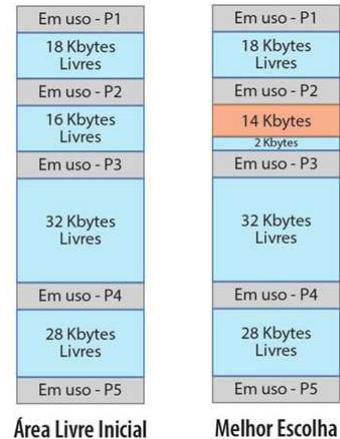 Em uso - P1
18 Kbytes
Livres
Em uso - P2
16 Kbytes
Livres
Em uso - P3
32 Kbytes
Livres
Em uso - P4
28 Kbytes
Livres
Em uso - P5
Área Livre Inicial
Em uso - P1
18 Kbytes
Livres
Em uso - P2
14 Kbytes
2 Kbytes
Em uso - P3
32 Kbytes
Livres
Em uso - P4
28 Kbytes
Livres
Em uso - P5
Melhor Escolha